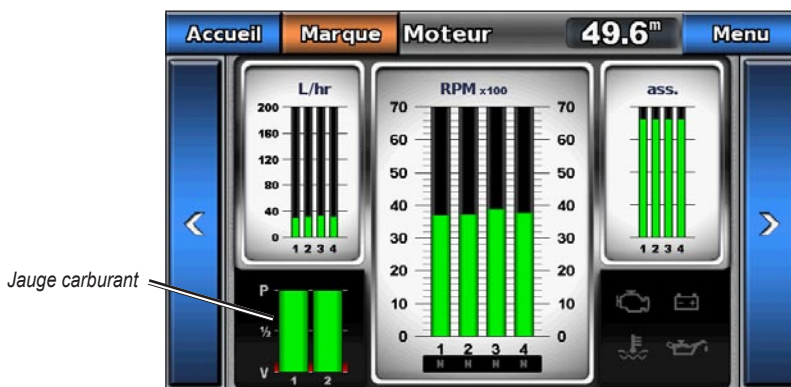 Accueil Marque Moteur 49.6m Menu
L/hr
200
160
120
80
40
0
1 2 3 4
RPM x100
70 70
60 60
50 50
40 40
30 30
20 20
10 10
0 0
1 2 3 4
N N N N
ass.
1 2 3 4
Jauge carburant
P
½
V
1 2